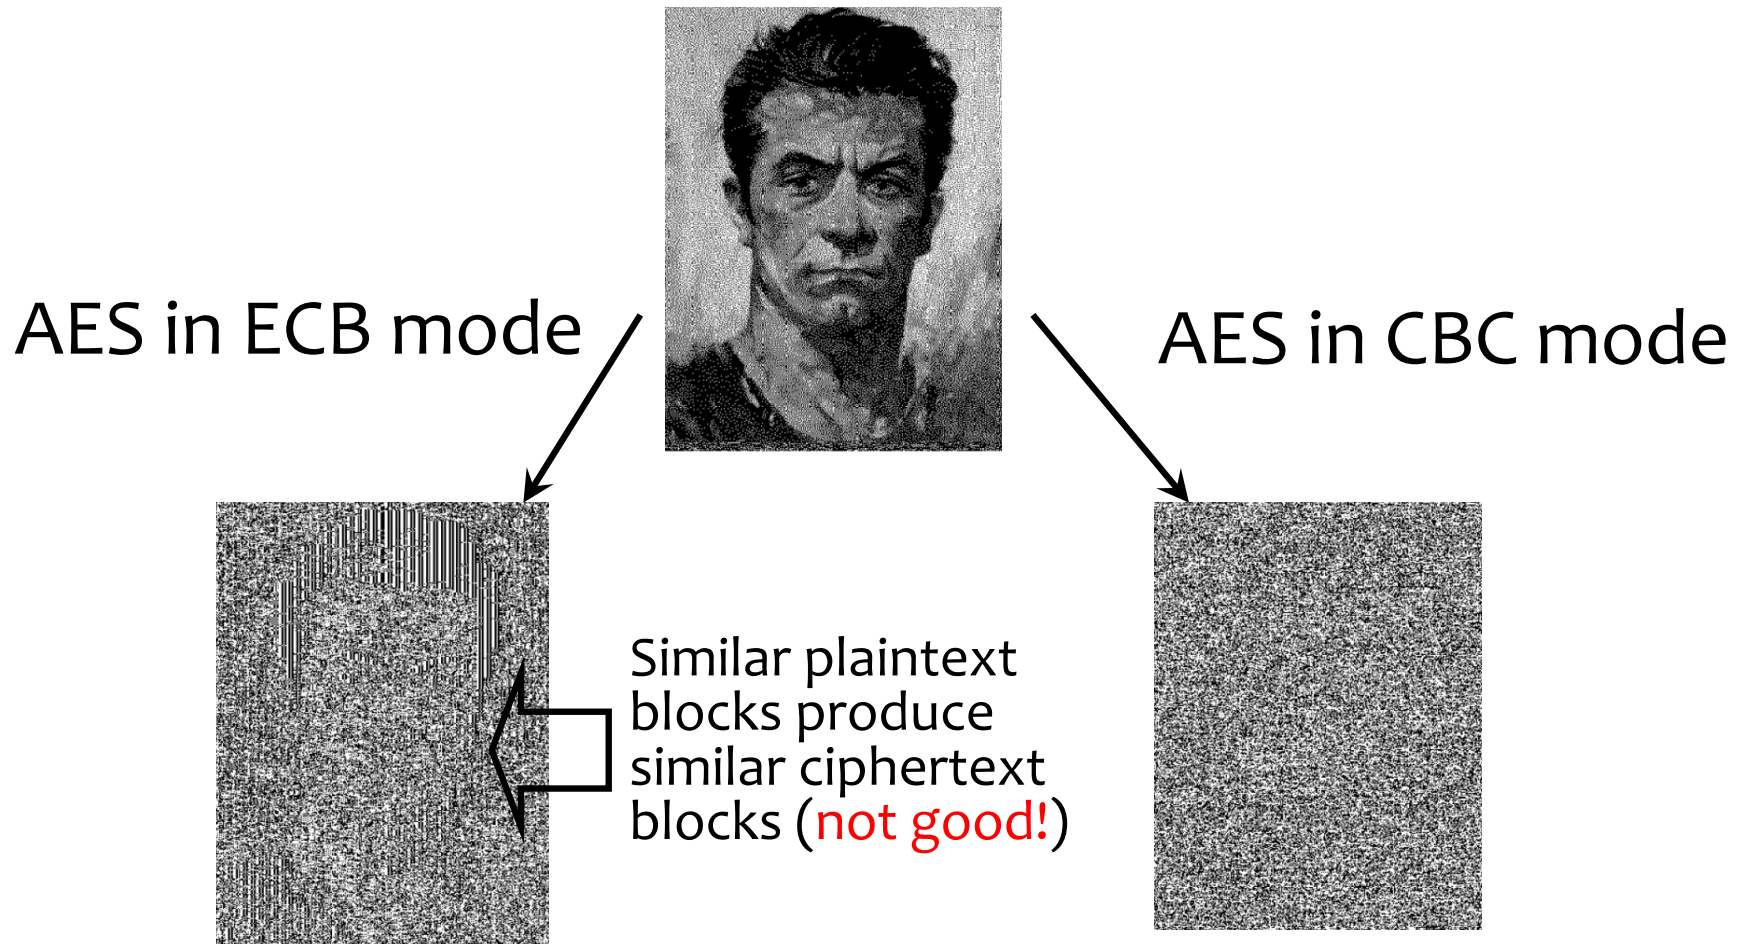 AES in ECB mode
AES in CBC mode
Similar plaintext
blocks produce
similar ciphertext
blocks (not good!)